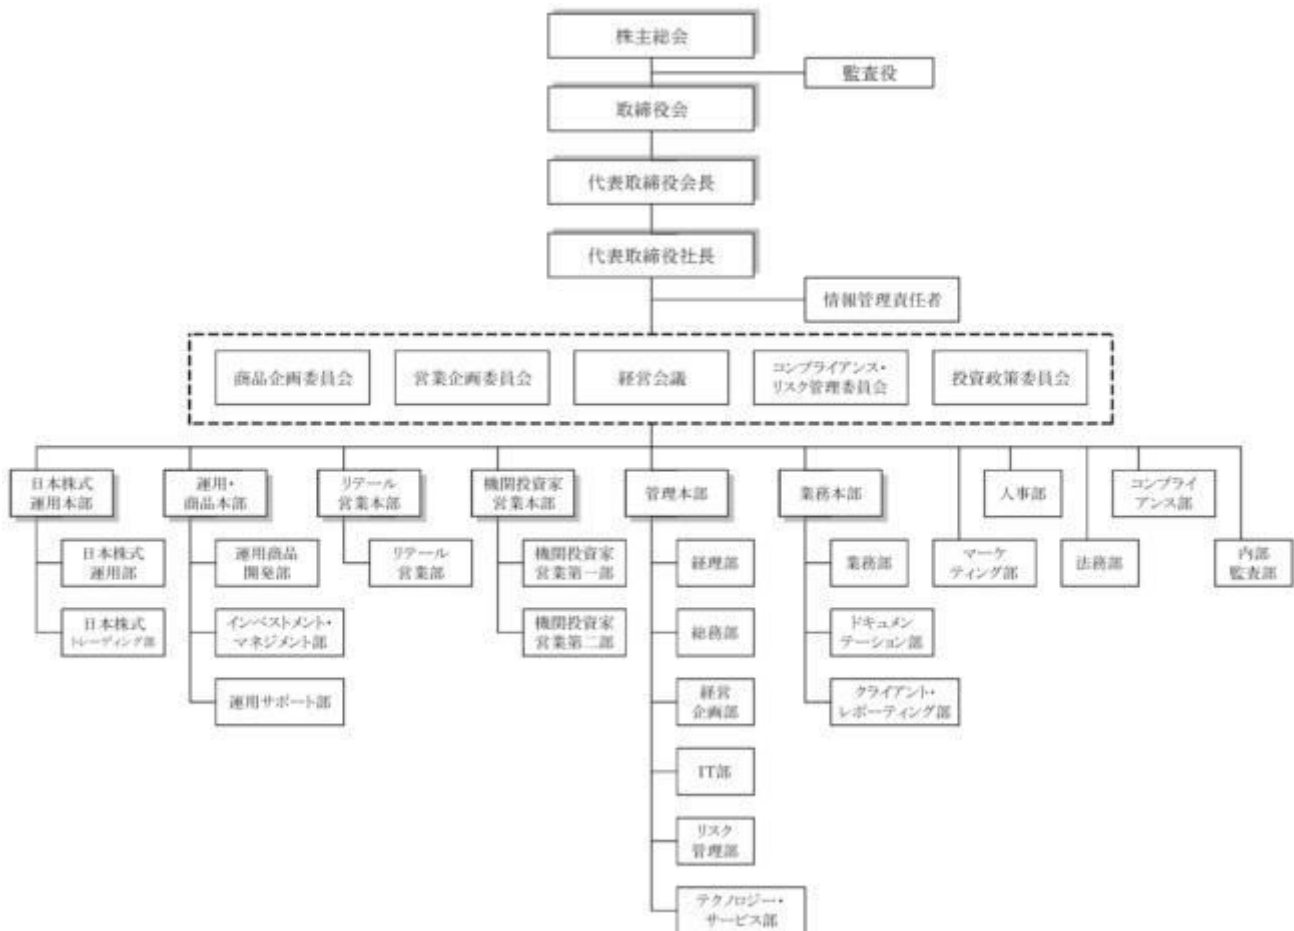 株主総会
監査役
取締役会
代表取締役会長
代表取締役社長
情報管理責任者
商品企画委員会
営業企画委員会
経営会議
コンプライアンス・
リスク管理委員会
投資政策委員会
日本株式
運用本部
運用・
商品本部
リテール
営業本部
機関投資家
営業本部
管理本部
業務本部
人事部
コンプライ
アンス部
日本株式
運用部
運用商品
開発部
リテール
営業部
機関投資家
営業第一部
経理部
業務部
マーケ
ティング部
法務部
内部
監査部
日本株式
トレーディング部
インベストメント・
マネジメント部
機関投資家
営業第二部
総務部
ドキュメン
テーション部
運用サポート部
経営
企画部
クライアント・
レポーティング部
IT部
リスク
管理部
テクノロジー・
サービス部